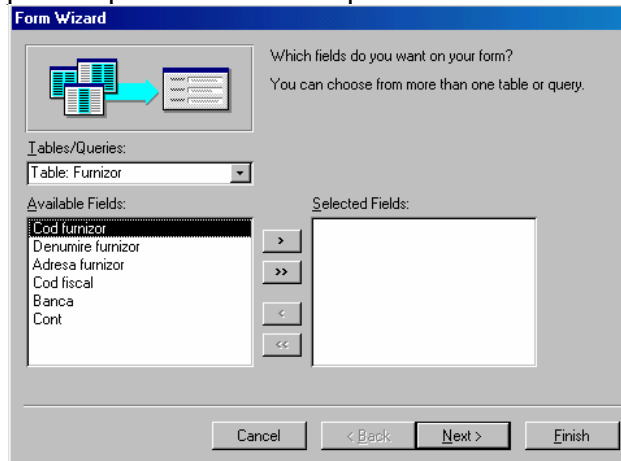 Form Wizard
Which fields do you want on your form?
You can choose from more than one table or query.
Tables/Queries:
Table: Furnizor
Available Fields:
Selected Fields:
Cod furnizor
Denumire furnizor
Adresa furnizor
Cod fiscal
Banca
Cont
>
>>
<
<<
Cancel
< Back
Next >
Finish